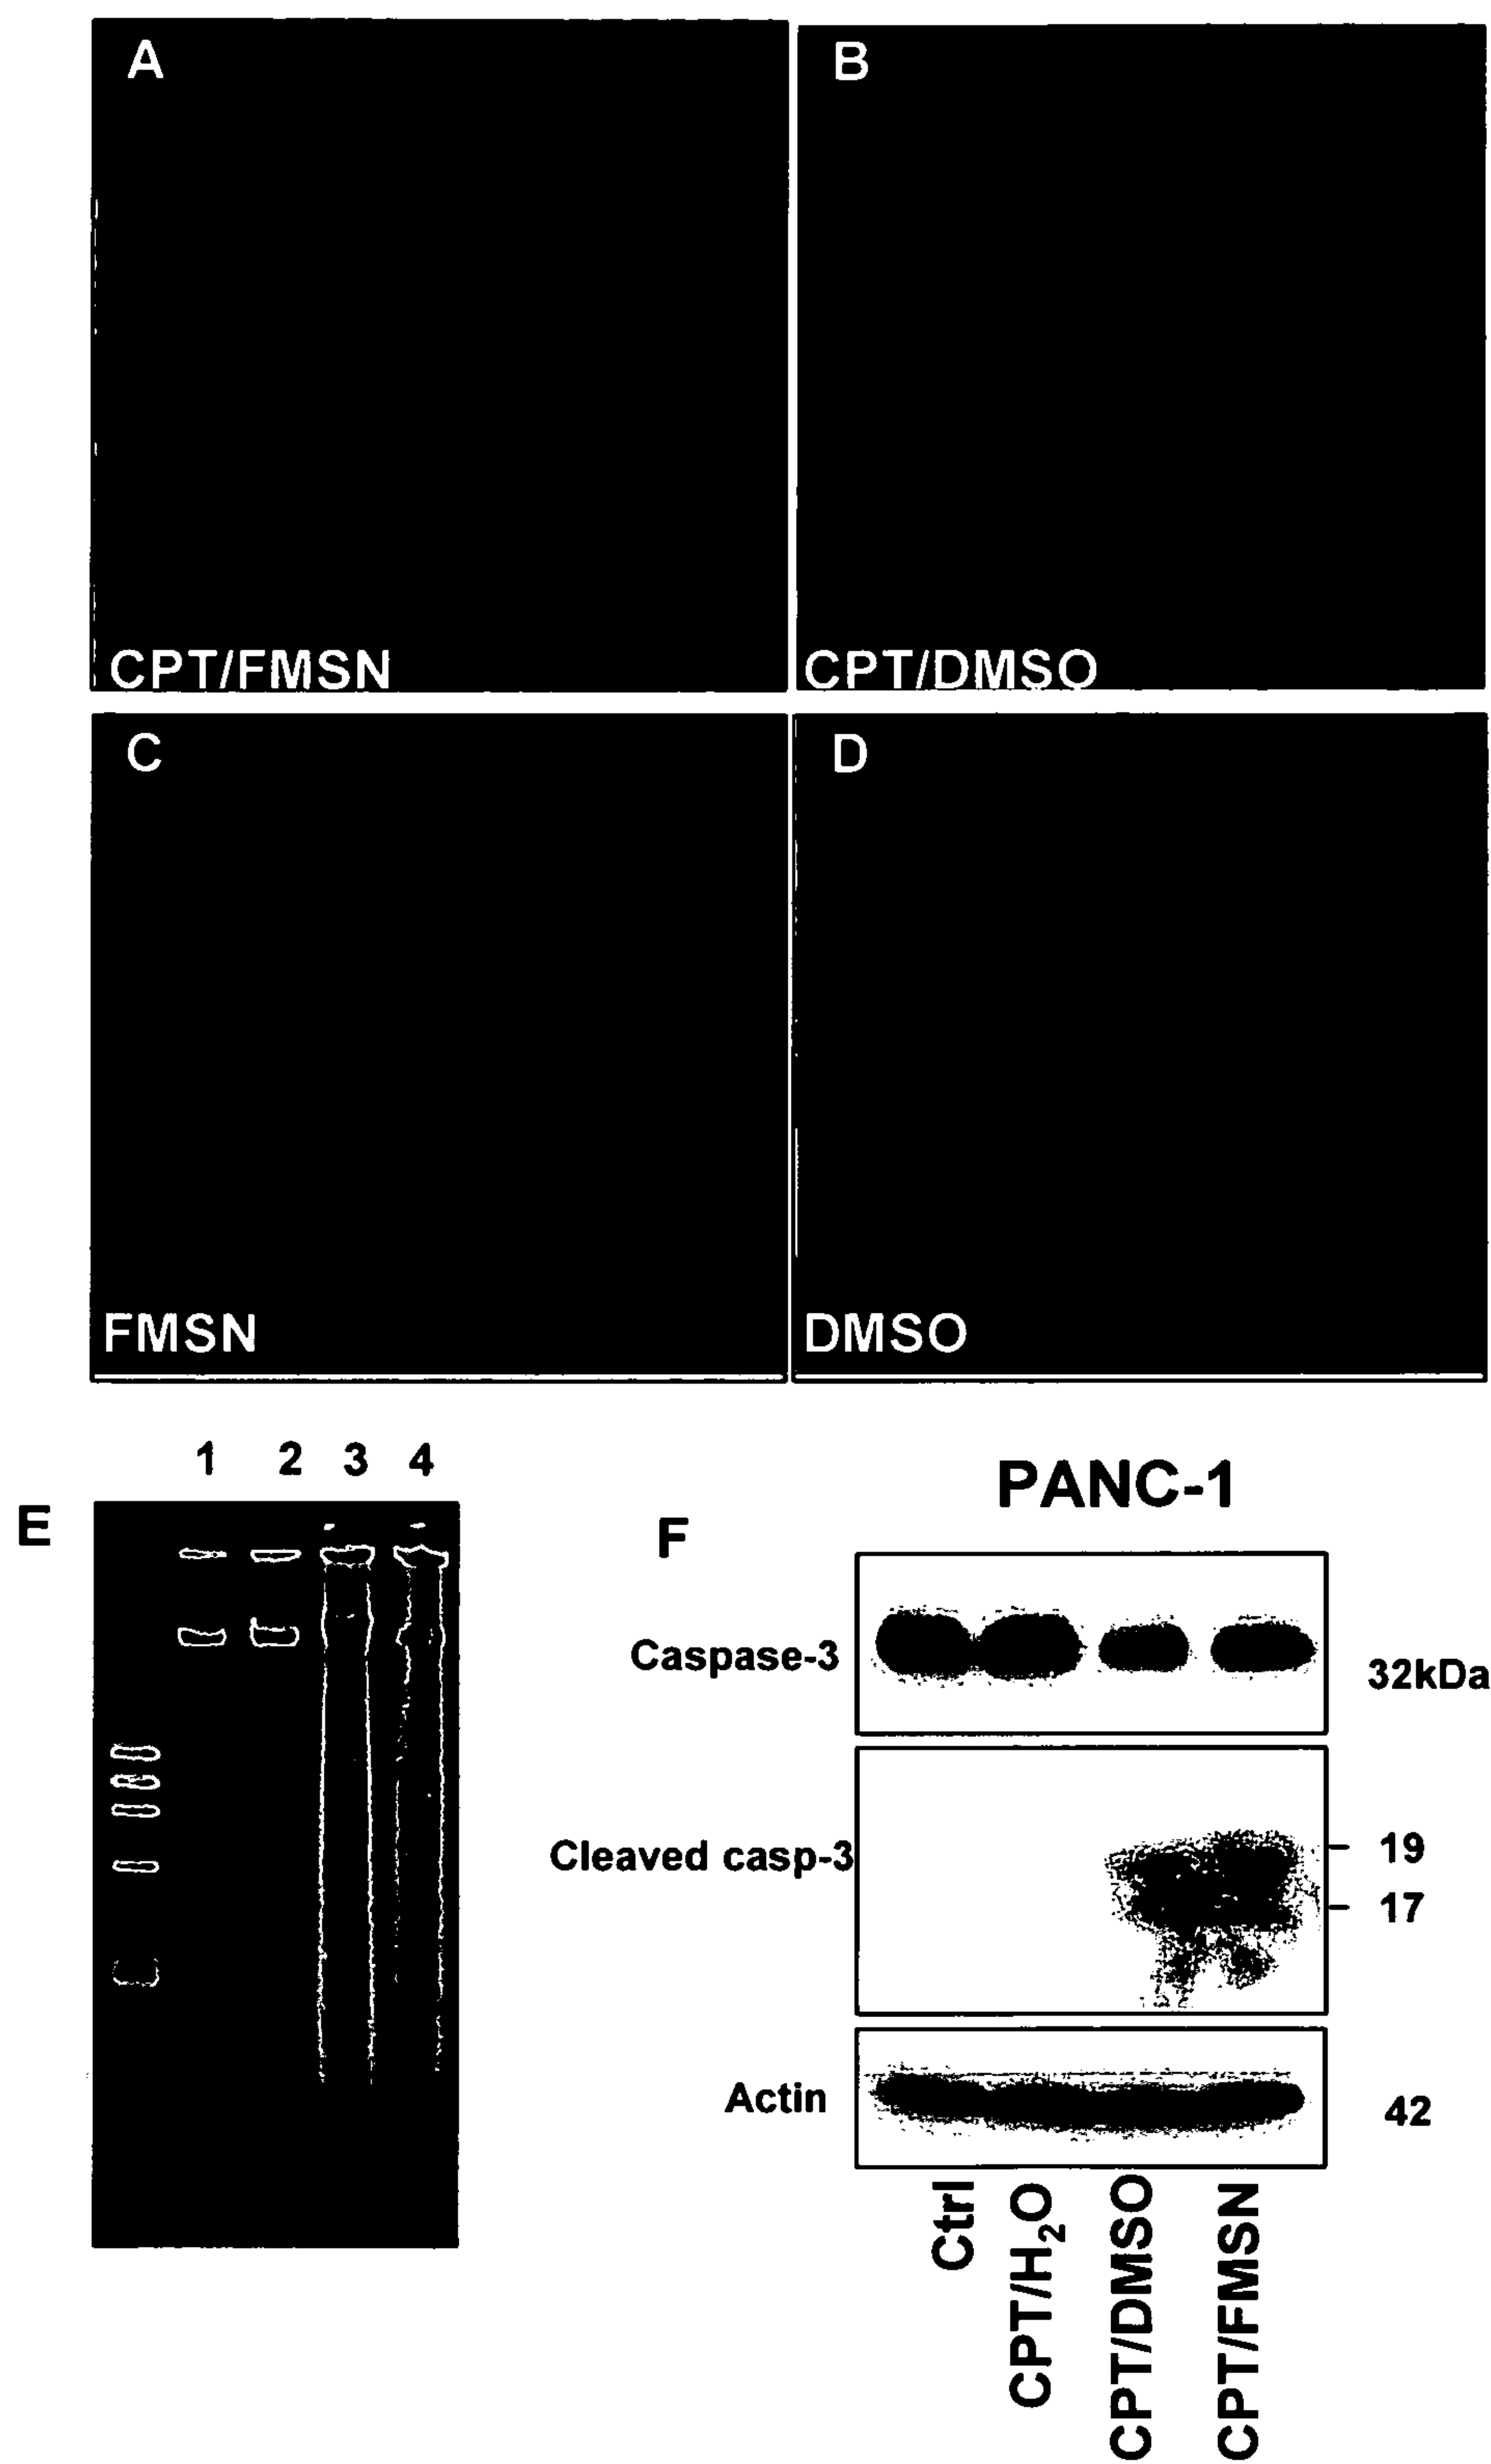 A
B
CPT/FMSN
CPT/DMSO
C
D
FMSN
DMSO
1 2 3 4
PANC-1
E
F
Caspase-3
32kDa
Cleaved casp-3
19
17
Actin
42
Ctrl
CPT/H₂O
CPT/DMSO
CPT/FMSN